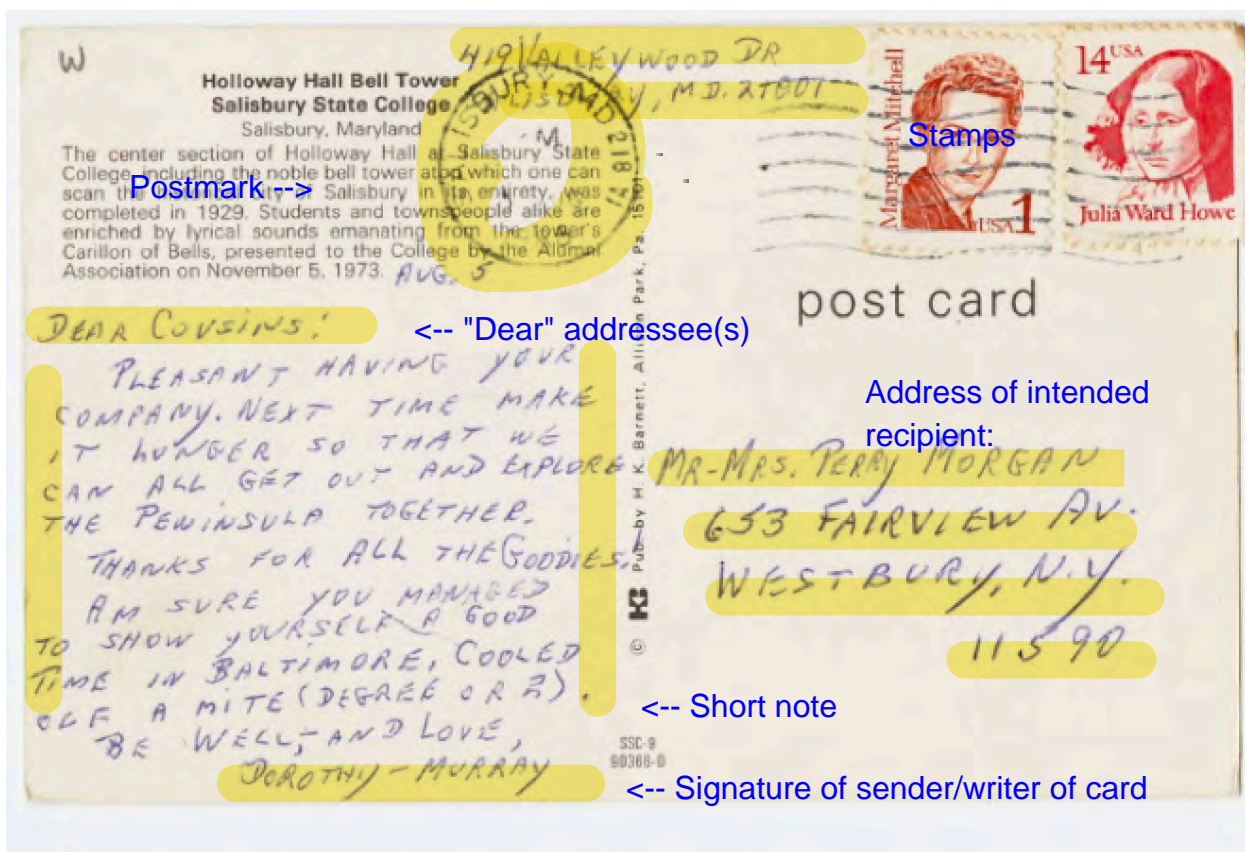 W
419 VALLEYWOOD DR
SALISBURY, MD. 21801
Holloway Hall Bell Tower
Salisbury State College
Salisbury, Maryland
The center section of Holloway Hall at Salisbury State
College, including the noble bell tower atop which one can
scan the city of Salisbury in its entirety, was
completed in 1929. Students and townspeople alike are
enriched by lyrical sounds emanating from the tower's
Carillon of Bells, presented to the College by the Alumni
Association on November 5, 1973.
AUG. 5
SALISBURY MD 21801
M
Postmark -->
Margaret Mitchell
USA 1
Stamps
14 USA
Julia Ward Howe
post card
DEAR COUSINS:
<-- "Dear" addressee(s)
PLEASANT HAVING YOUR
COMPANY. NEXT TIME MAKE
IT LONGER SO THAT WE
CAN ALL GET OUT AND EXPLORE
THE PENINSULA TOGETHER.
THANKS FOR ALL THE GOODIES.
AM SURE YOU MANAGED
TO SHOW YOURSELF A GOOD
TIME IN BALTIMORE, COOLED
OFF A MITE (DEGREE OR 2).
BE WELL, AND LOVE,
DOROTHY - MURRAY
<-- Short note
<-- Signature of sender/writer of card
© Pub. by H. K. Barnett, Allison Park, Pa. 15101
SSC-9
90366-D
Address of intended
recipient:
MR-MRS. PERRY MORGAN
653 FAIRVIEW AV.
WESTBURY, N.Y.
11590